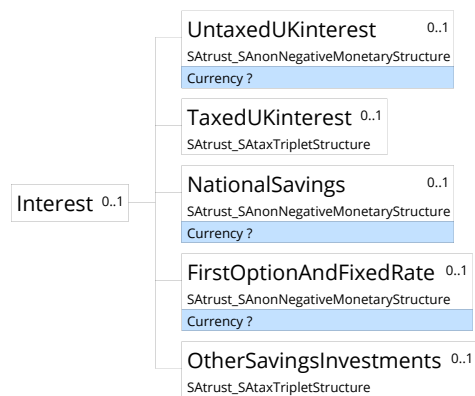 UntaxedUKinterest 0..1
SAtrust_SAnonNegativeMonetaryStructure
Currency ?
TaxedUKinterest 0..1
SAtrust_SAtaxTripletStructure
Interest 0..1
NationalSavings 0..1
SAtrust_SAnonNegativeMonetaryStructure
Currency ?
FirstOptionAndFixedRate 0..1
SAtrust_SAnonNegativeMonetaryStructure
Currency ?
OtherSavingsInvestments 0..1
SAtrust_SAtaxTripletStructure